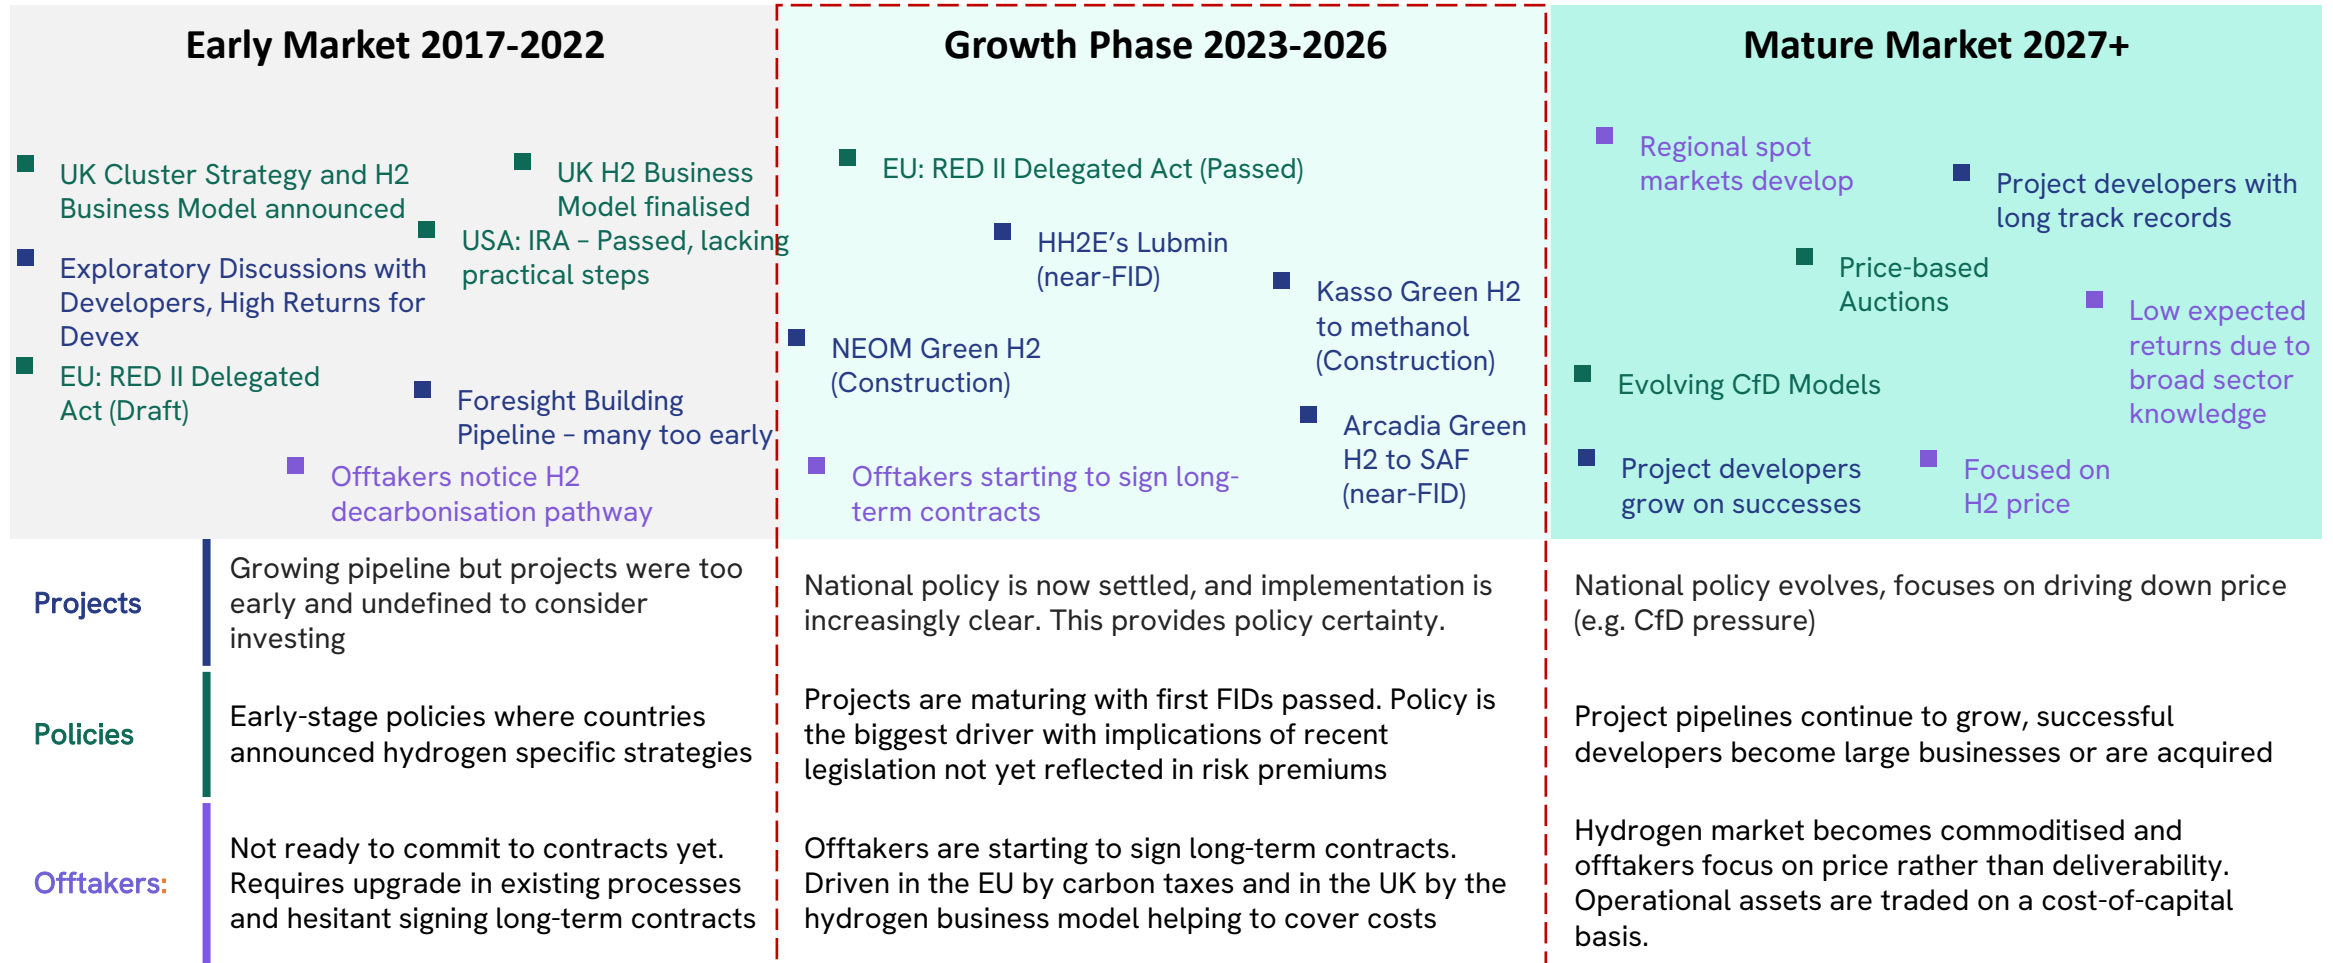 Early Market 2017-2022
UK Cluster Strategy and H2
Business Model announced
UK H2 Business
Model finalised
USA: IRA – Passed, lacking
practical steps
Exploratory Discussions with
Developers, High Returns for
Devex
EU: RED II Delegated
Act (Draft)
Foresight Building
Pipeline – many too early
Offtakers notice H2
decarbonisation pathway
Growth Phase 2023-2026
EU: RED II Delegated Act (Passed)
HH2E’s Lubmin
(near-FID)
Kasso Green H2
to methanol
(Construction)
NEOM Green H2
(Construction)
Arcadia Green
H2 to SAF
(near-FID)
Offtakers starting to sign long-
term contracts
Mature Market 2027+
Regional spot
markets develop
Project developers with
long track records
Price-based
Auctions
Low expected
returns due to
broad sector
knowledge
Evolving CfD Models
Project developers
grow on successes
Focused on
H2 price
Projects
Growing pipeline but projects were too
early and undefined to consider
investing
National policy is now settled, and implementation is
increasingly clear. This provides policy certainty.
National policy evolves, focuses on driving down price
(e.g. CfD pressure)
Policies
Early-stage policies where countries
announced hydrogen specific strategies
Projects are maturing with first FIDs passed. Policy is
the biggest driver with implications of recent
legislation not yet reflected in risk premiums
Project pipelines continue to grow, successful
developers become large businesses or are acquired
Offtakers:
Not ready to commit to contracts yet.
Requires upgrade in existing processes
and hesitant signing long-term contracts
Offtakers are starting to sign long-term contracts.
Driven in the EU by carbon taxes and in the UK by the
hydrogen business model helping to cover costs
Hydrogen market becomes commoditised and
offtakers focus on price rather than deliverability.
Operational assets are traded on a cost-of-capital
basis.